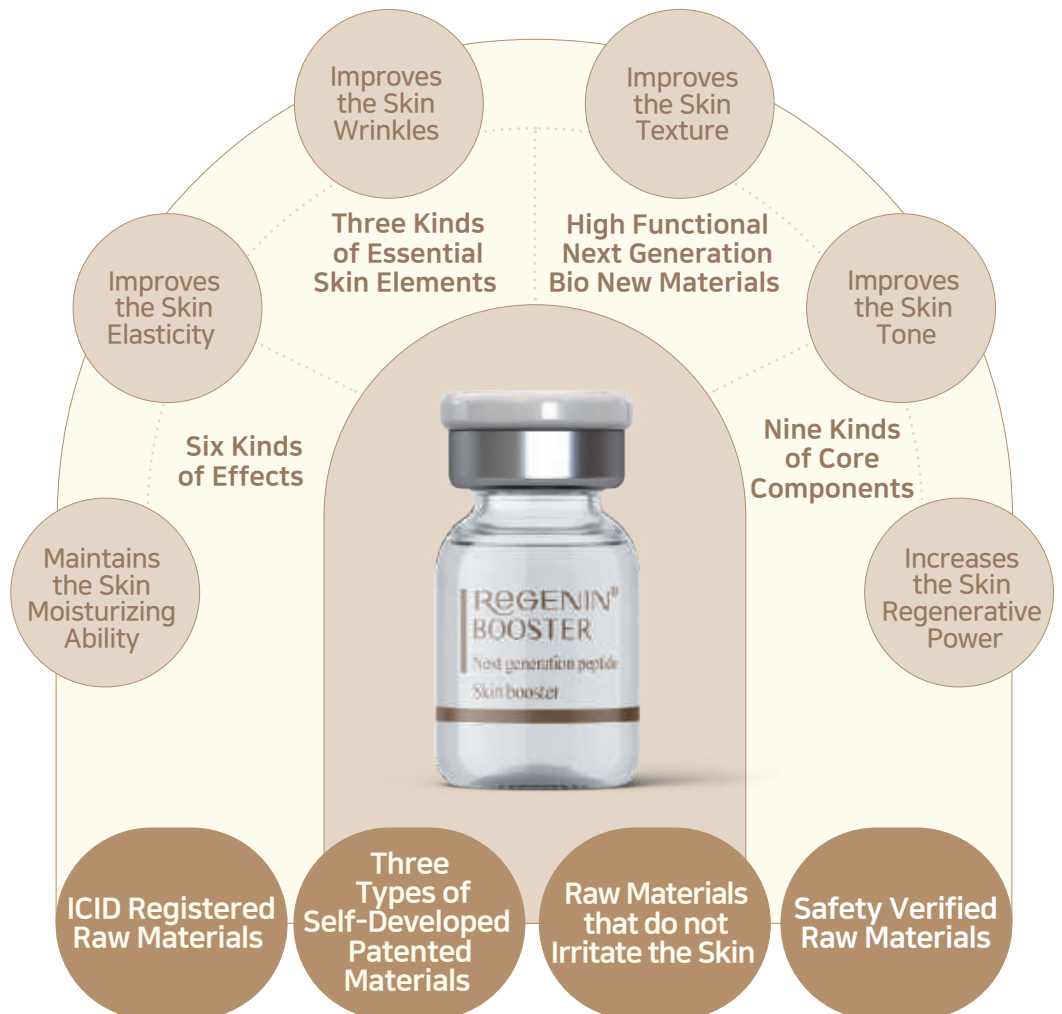 Improves
the Skin
Wrinkles
Improves
the Skin
Texture
Three Kinds
of Essential
Skin Elements
High Functional
Next Generation
Bio New Materials
Improves
the Skin
Elasticity
Improves
the Skin
Tone
Six Kinds
of Effects
Nine Kinds
of Core
Components
Maintains
the Skin
Moisturizing
Ability
Increases
the Skin
Regenerative
Power
ReGENIN®
BOOSTER
Next generation peptide
Skin booster
ICID Registered
Raw Materials
Three
Types of
Self-Developed
Patented
Materials
Raw Materials
that do not
Irritate the Skin
Safety Verified
Raw Materials